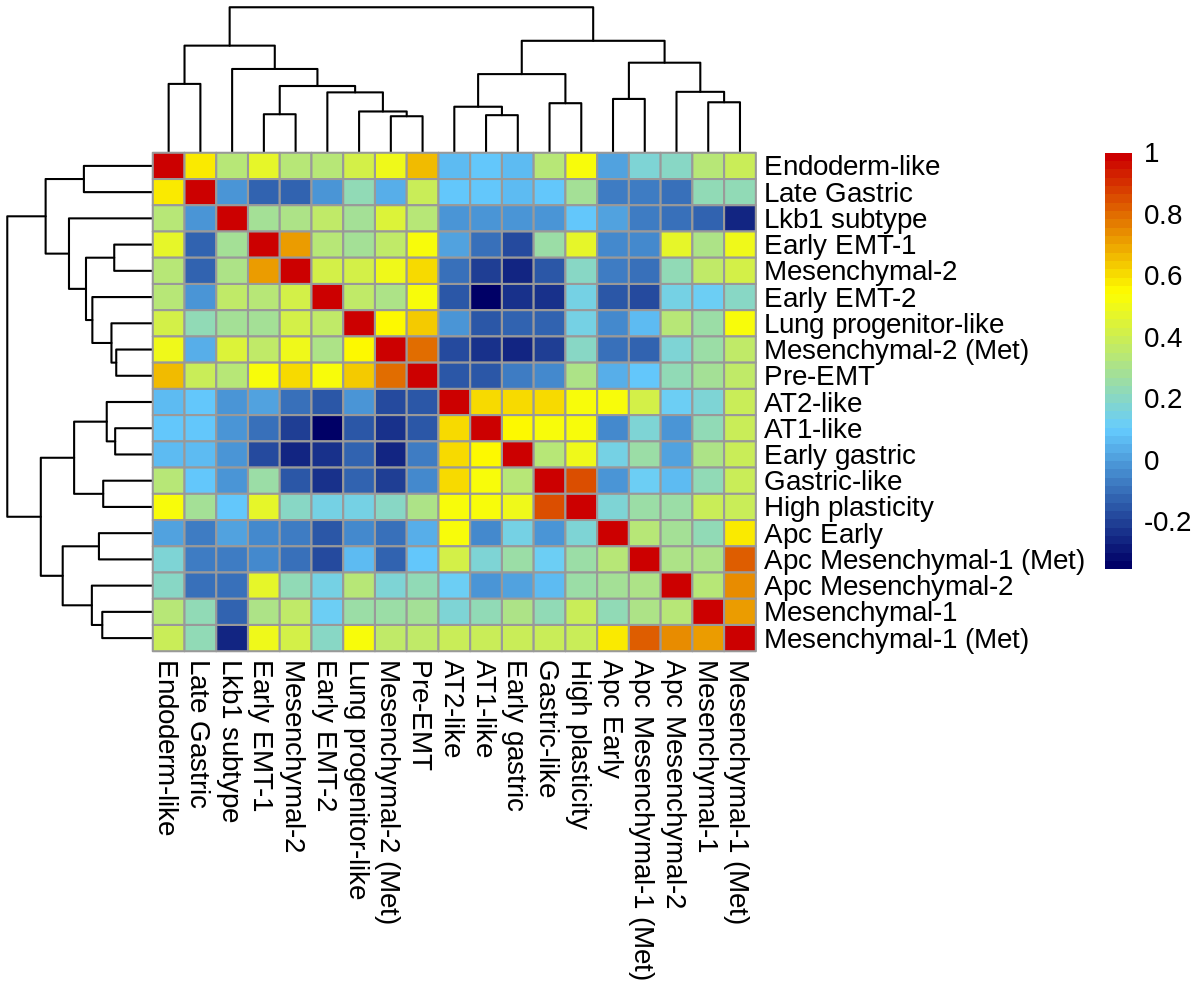 Endoderm-like
Late Gastric
Lkb1 subtype
Early EMT-1
Mesenchymal-2
Early EMT-2
Lung progenitor-like
Mesenchymal-2 (Met)
Pre-EMT
AT2-like
AT1-like
Early gastric
Gastric-like
High plasticity
Apc Early
Apc Mesenchymal-1 (Met)
Apc Mesenchymal-2
Mesenchymal-1
Mesenchymal-1 (Met)
1
0.8
0.6
0.4
0.2
0
-0.2
Endoderm-like
Late Gastric
Lkb1 subtype
Early EMT-1
Mesenchymal-2
Early EMT-2
Lung progenitor-like
Mesenchymal-2 (Met)
Pre-EMT
AT2-like
AT1-like
Early gastric
Gastric-like
High plasticity
Apc Early
Apc Mesenchymal-1 (Met)
Apc Mesenchymal-2
Mesenchymal-1
Mesenchymal-1 (Met)